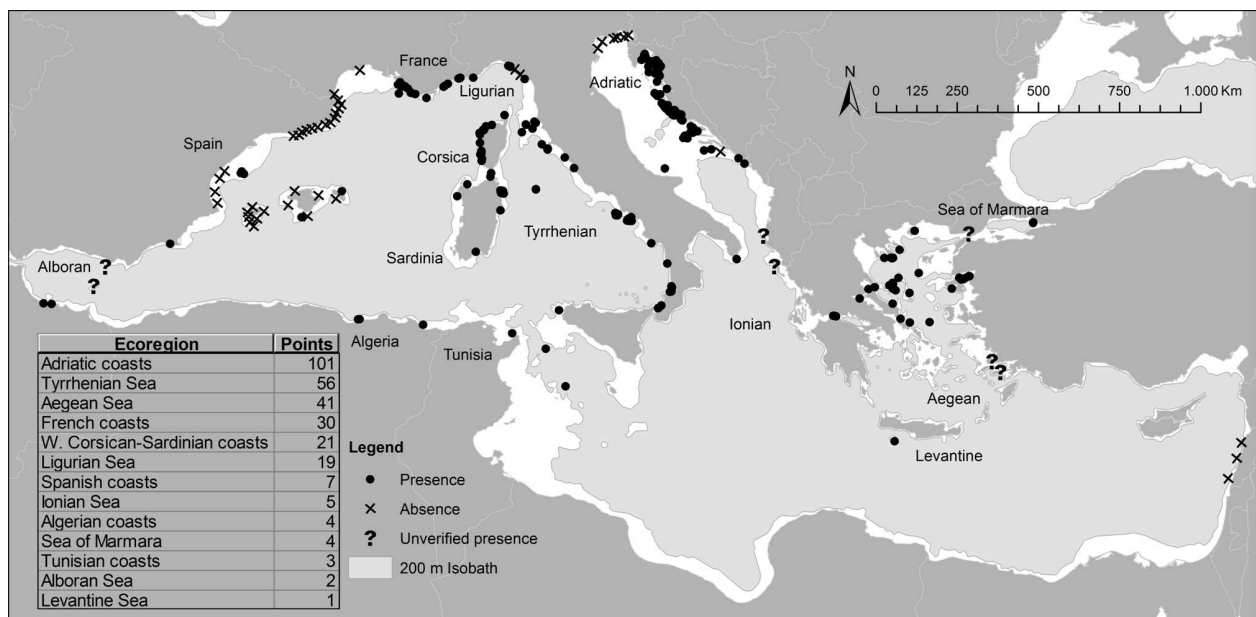 France
Ligurian
Adriatic
N
0 125 250 500 750 1.000 Km
Spain
Corsica
Sea of Marmara
Tyrrhenian
Sardinia
Alboran
?
?
?
?
?
Ionian
Algeria
Tunisia
?
?
Aegean
Levantine
Ecoregion Points
Adriatic coasts 101
Tyrrhenian Sea 56
Aegean Sea 41
French coasts 30
W. Corsican-Sardinian coasts 21
Ligurian Sea 19
Spanish coasts 7
Ionian Sea 5
Algerian coasts 4
Sea of Marmara 4
Tunisian coasts 3
Alboran Sea 2
Levantine Sea 1
Legend
Presence
Absence
? Unverified presence
200 m Isobath